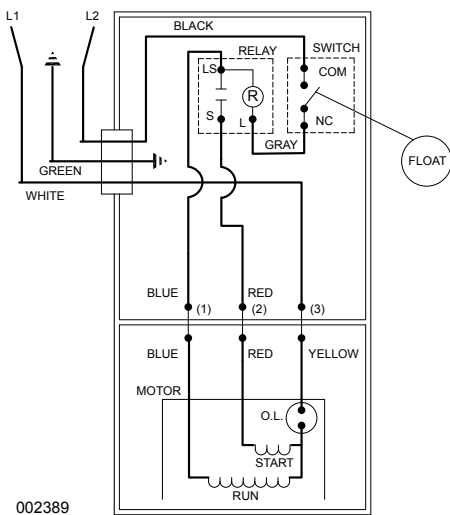 L1
L2
BLACK
RELAY
SWITCH
LS
COM
R
S
L
NC
GRAY
FLOAT
GREEN
WHITE
BLUE
RED
(1)
(2)
(3)
BLUE
RED
YELLOW
MOTOR
O.L.
START
RUN
002389